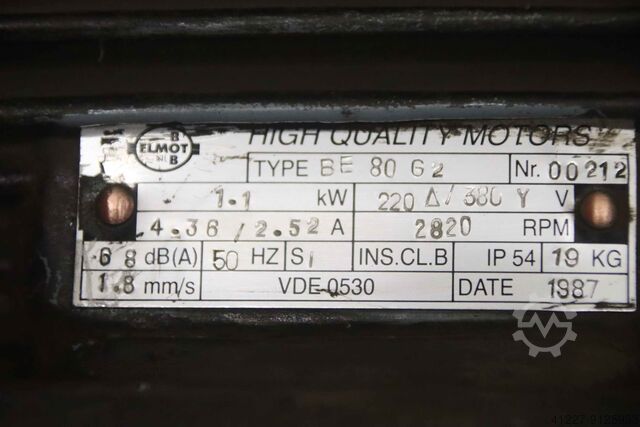 B
ELMOT
B
HIGH QUALITY MOTORS
TYPE BE 80 G2 Nr. 00212
1.1 kW 220 Δ/380 Y V
4.36/2.52 A 2820 RPM
68 dB(A) 50 HZ S1 INS.CL.B IP 54 19 KG
1.8 mm/s VDE 0530 DATE 1987